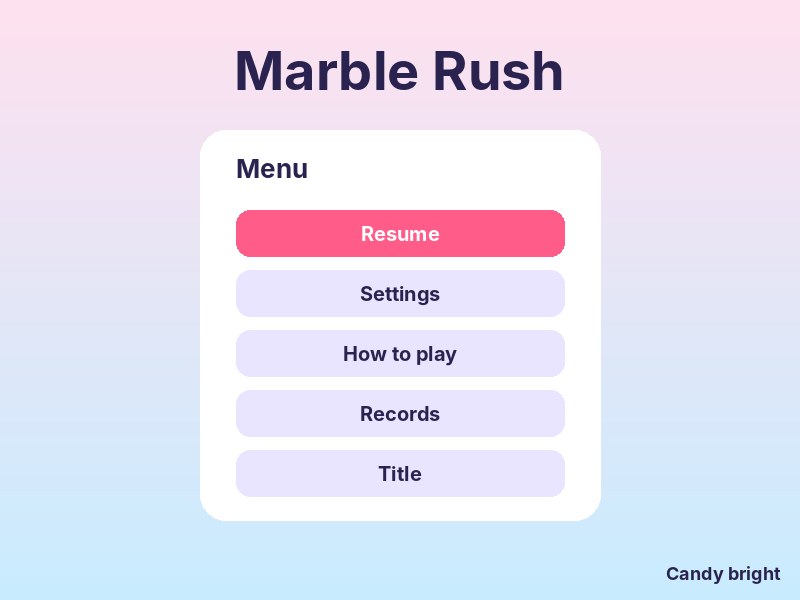 Marble Rush
Menu
Resume
Settings
How to play
Records
Title
Candy bright